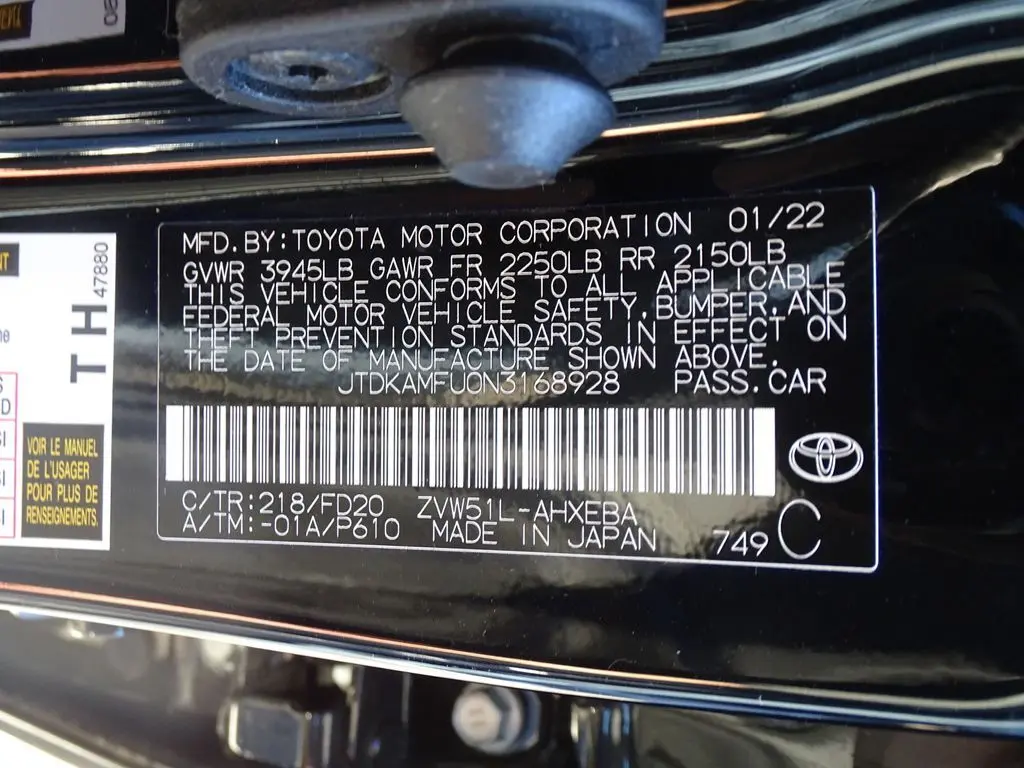 MFD.BY:TOYOTA MOTOR CORPORATION 01/22
GVWR 3945LB GAWR FR 2250LB RR 2150LB
THIS VEHICLE CONFORMS TO ALL APPLICABLE
FEDERAL MOTOR VEHICLE SAFETY,BUMPER,AND
THEFT PREVENTION STANDARDS IN EFFECT ON
THE DATE OF MANUFACTURE SHOWN ABOVE.
JTDKAMFU0N3168928 PASS.CAR
C/TR:218/FD20 ZVW51L-AHXEBA
A/TM:-01A/P610 MADE IN JAPAN 749 C
TH
47880
VOIR LE MANUEL
DE L'USAGER
POUR PLUS DE
RENSEIGNEMENTS.